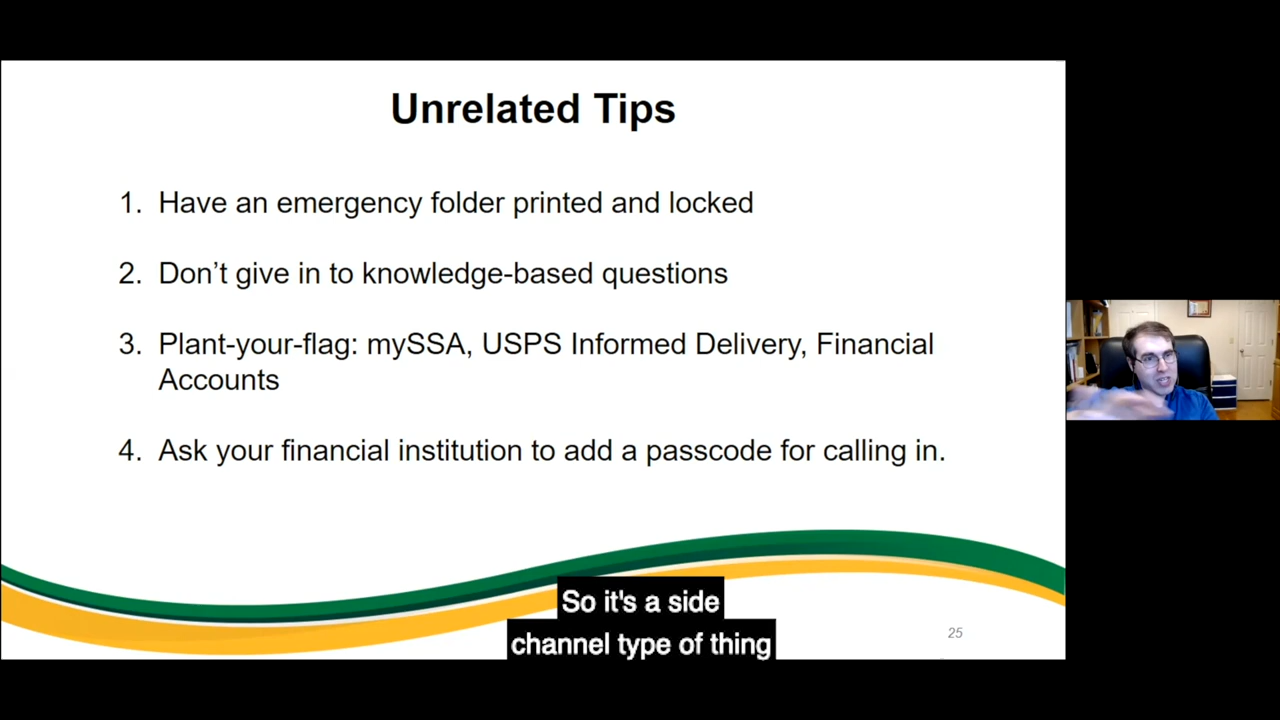 Unrelated Tips
1. Have an emergency folder printed and locked
2. Don’t give in to knowledge-based questions
3. Plant-your-flag: mySSA, USPS Informed Delivery, Financial
Accounts
4. Ask your financial institution to add a passcode for calling in.
So it's a side
channel type of thing
25